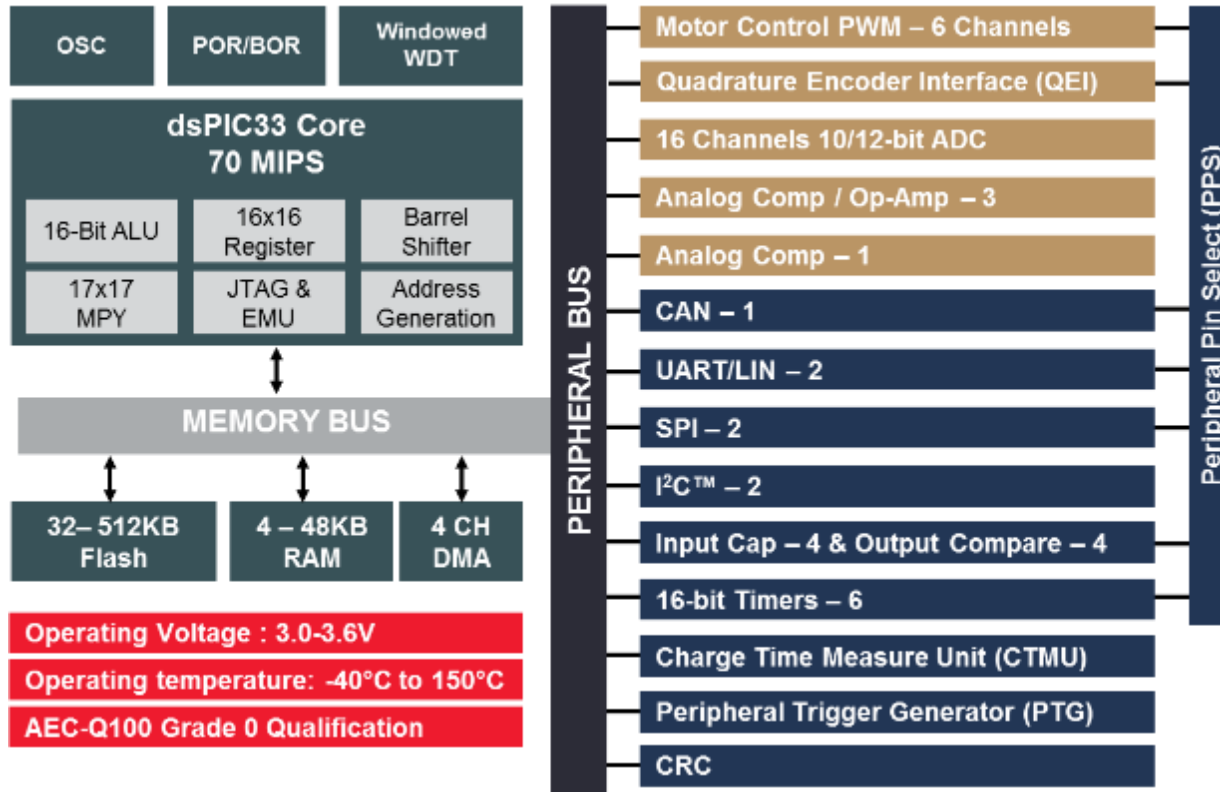 OSC
POR/BOR
Windowed
WDT
dsPIC33 Core
70 MIPS
16-Bit ALU
16x16
Register
Barrel
Shifter
17x17
MPY
JTAG &
EMU
Address
Generation
MEMORY BUS
32– 512KB
Flash
4 – 48KB
RAM
4 CH
DMA
Operating Voltage : 3.0-3.6V
Operating temperature: -40°C to 150°C
AEC-Q100 Grade 0 Qualification
PERIPHERAL BUS
Motor Control PWM – 6 Channels
Quadrature Encoder Interface (QEI)
16 Channels 10/12-bit ADC
Analog Comp / Op-Amp – 3
Analog Comp – 1
CAN – 1
UART/LIN – 2
SPI – 2
I²C™ – 2
Input Cap – 4 & Output Compare – 4
16-bit Timers – 6
Charge Time Measure Unit (CTMU)
Peripheral Trigger Generator (PTG)
CRC
Peripheral Pin Select (PPS)